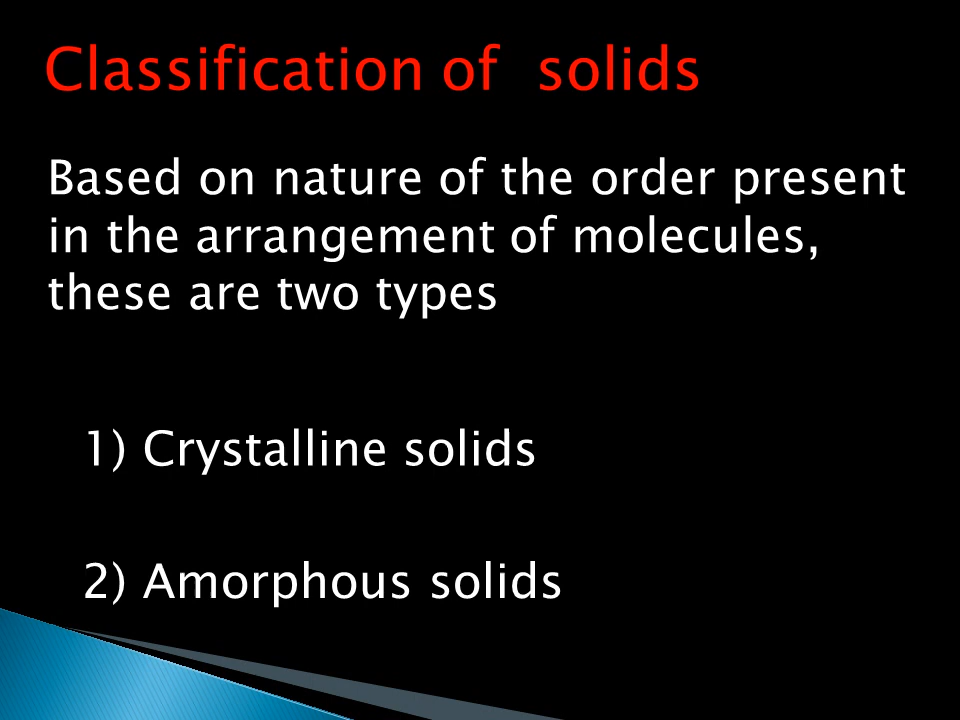 Classification of solids
Based on nature of the order present
in the arrangement of molecules,
these are two types
1) Crystalline solids
2) Amorphous solids